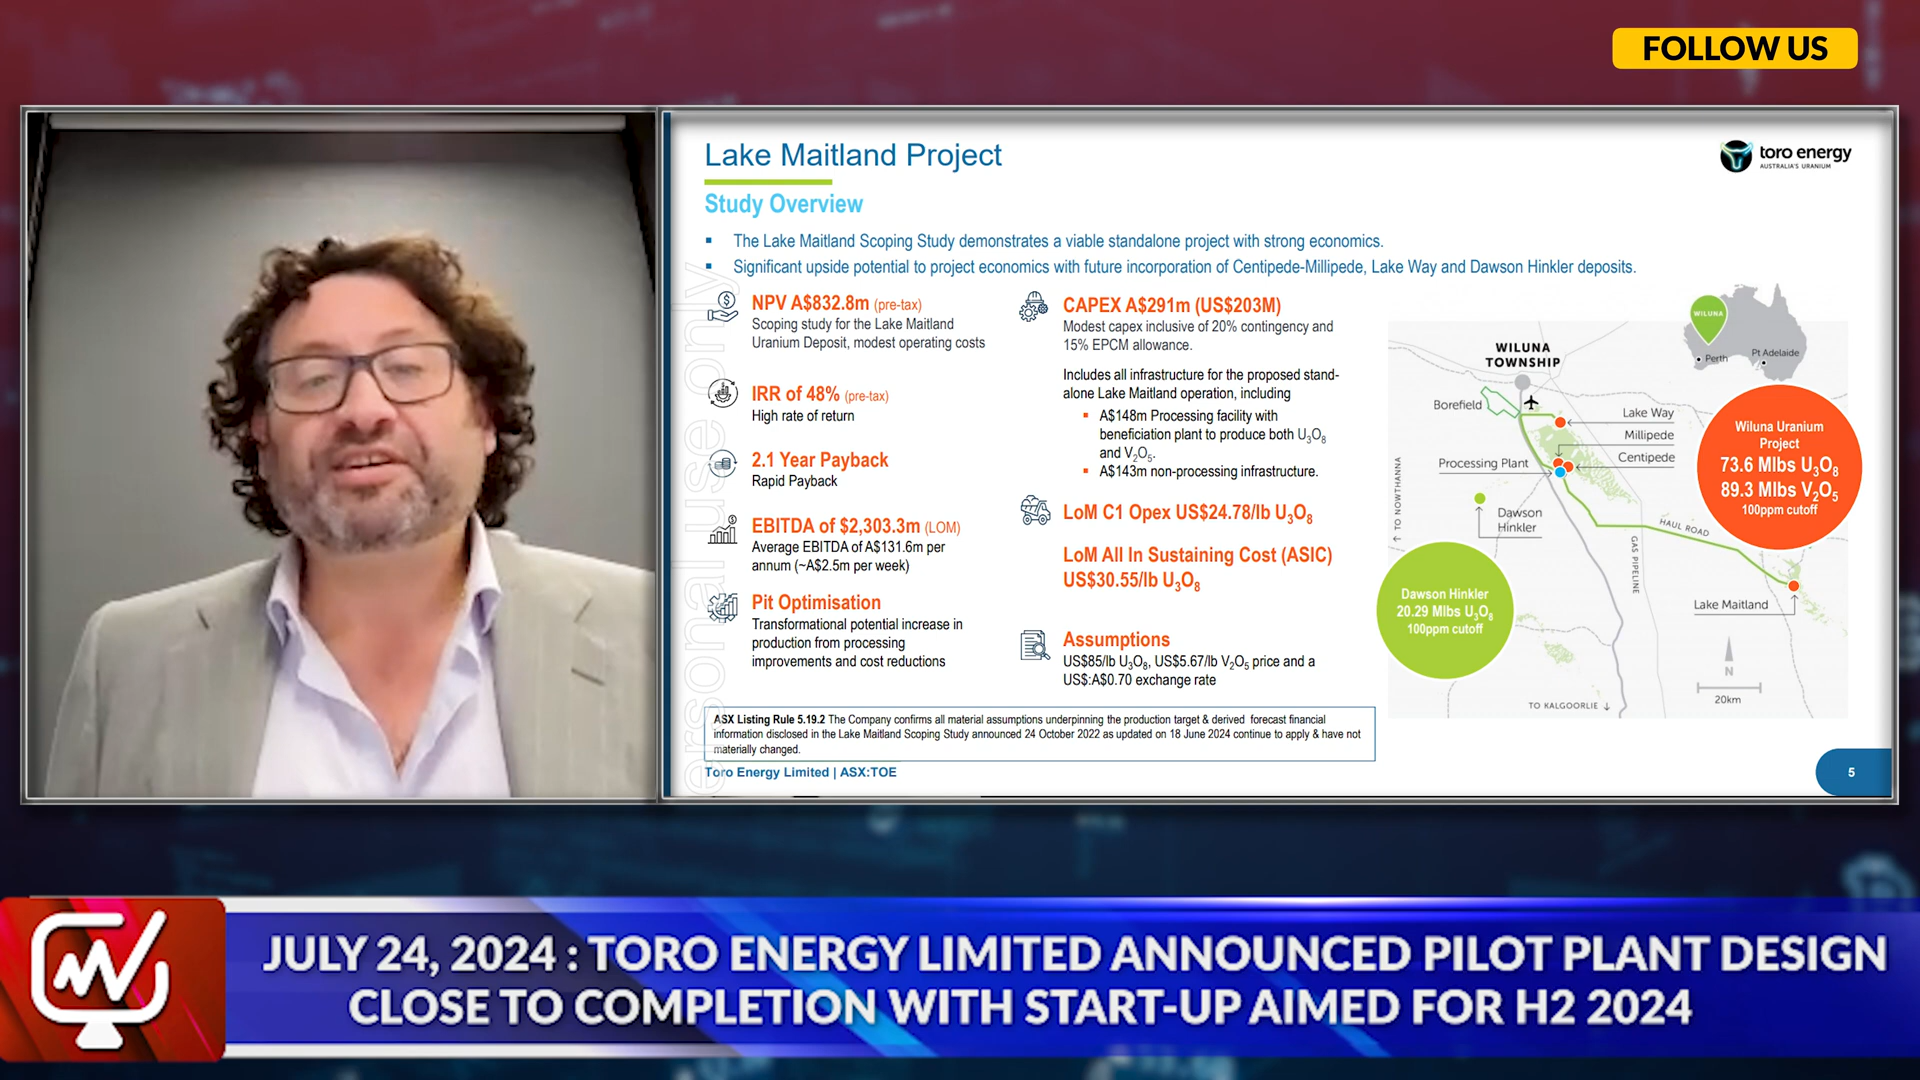 FOLLOW US
Lake Maitland Project
toro energy
AUSTRALIA'S URANIUM
Study Overview
▪ The Lake Maitland Scoping Study demonstrates a viable standalone project with strong economics.
▪ Significant upside potential to project economics with future incorporation of Centipede-Millipede, Lake Way and Dawson Hinkler deposits.
NPV A$832.8m (pre-tax)
Scoping study for the Lake Maitland
Uranium Deposit, modest operating costs
IRR of 48% (pre-tax)
High rate of return
2.1 Year Payback
Rapid Payback
EBITDA of $2,303.3m (LOM)
Average EBITDA of A$131.6m per
annum (~A$2.5m per week)
Pit Optimisation
Transformational potential increase in
production from processing
improvements and cost reductions
CAPEX A$291m (US$203M)
Modest capex inclusive of 20% contingency and
15% EPCM allowance.
Includes all infrastructure for the proposed stand-
alone Lake Maitland operation, including
▪ A$148m Processing facility with
beneficiation plant to produce both U₃O₈
and V₂O₅.
▪ A$143m non-processing infrastructure.
LoM C1 Opex US$24.78/lb U₃O₈
LoM All In Sustaining Cost (ASIC)
US$30.55/lb U₃O₈
Assumptions
US$85/lb U₃O₈, US$5.67/lb V₂O₅ price and a
US$:A$0.70 exchange rate
WILUNA
Perth
Pt Adelaide
WILUNA
TOWNSHIP
Borefield
Lake Way
Millipede
Centipede
Processing Plant
Dawson
Hinkler
TO NOWTHANNA
HAUL ROAD
GAS PIPELINE
Lake Maitland
N
20km
TO KALGOORLIE
Wiluna Uranium
Project
73.6 Mlbs U₃O₈
89.3 Mlbs V₂O₅
100ppm cutoff
Dawson Hinkler
20.29 Mlbs U₃O₈
100ppm cutoff
ersonal use only
ASX Listing Rule 5.19.2 The Company confirms all material assumptions underpinning the production target & derived forecast financial
information disclosed in the Lake Maitland Scoping Study announced 24 October 2022 as updated on 18 June 2024 continue to apply & have not
materially changed.
Toro Energy Limited | ASX:TOE
5
JULY 24, 2024 : TORO ENERGY LIMITED ANNOUNCED PILOT PLANT DESIGN
CLOSE TO COMPLETION WITH START-UP AIMED FOR H2 2024